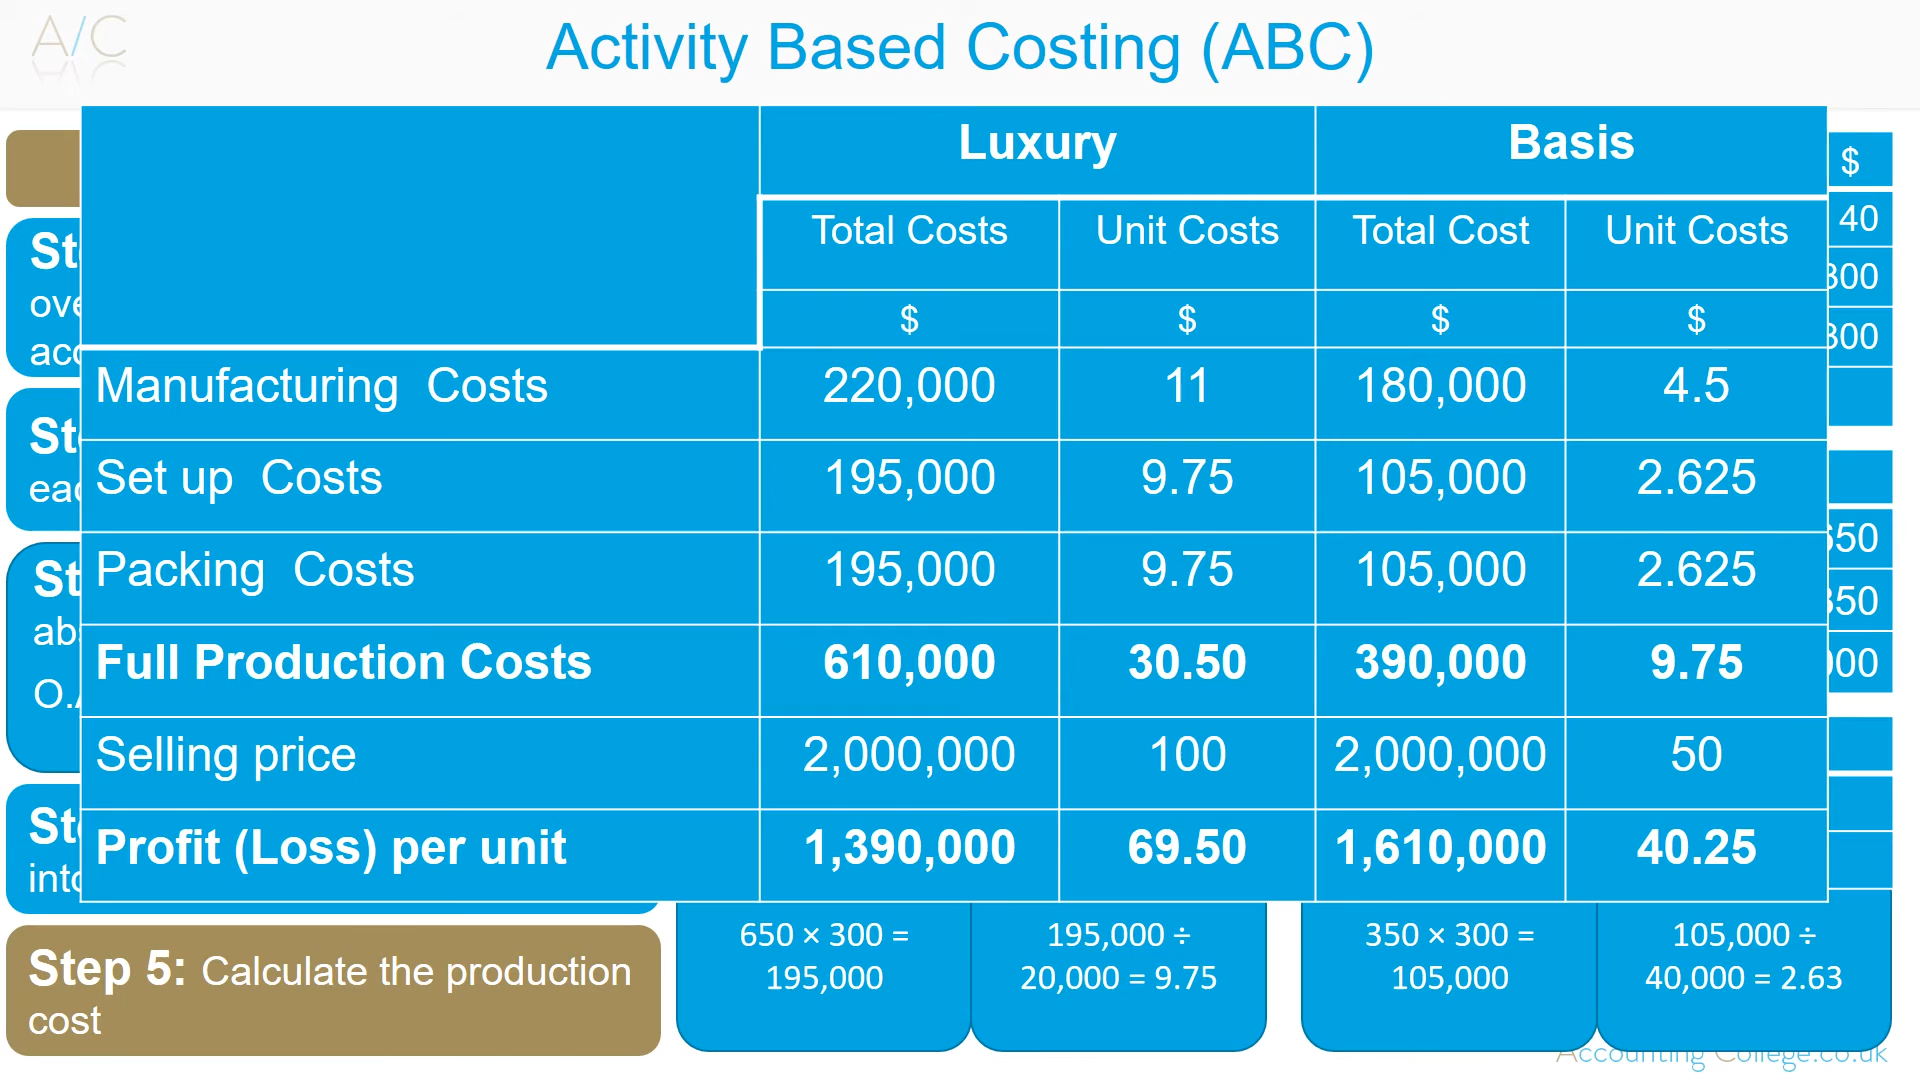 A/C
Activity Based Costing (ABC)
Luxury Basis $
Total Costs Unit Costs Total Cost Unit Costs 40
$ $ $ $ 300
Manufacturing Costs 220,000 11 180,000 4.5
Set up Costs 195,000 9.75 105,000 2.625
Packing Costs 195,000 9.75 105,000 2.625
Full Production Costs 610,000 30.50 390,000 9.75
Selling price 2,000,000 100 2,000,000 50
Profit (Loss) per unit 1,390,000 69.50 1,610,000 40.25
650 × 300 = 195,000 ÷ 350 × 300 = 105,000 ÷
195,000 20,000 = 9.75 105,000 40,000 = 2.63
Step 5: Calculate the production
cost
Accounting College.co.uk